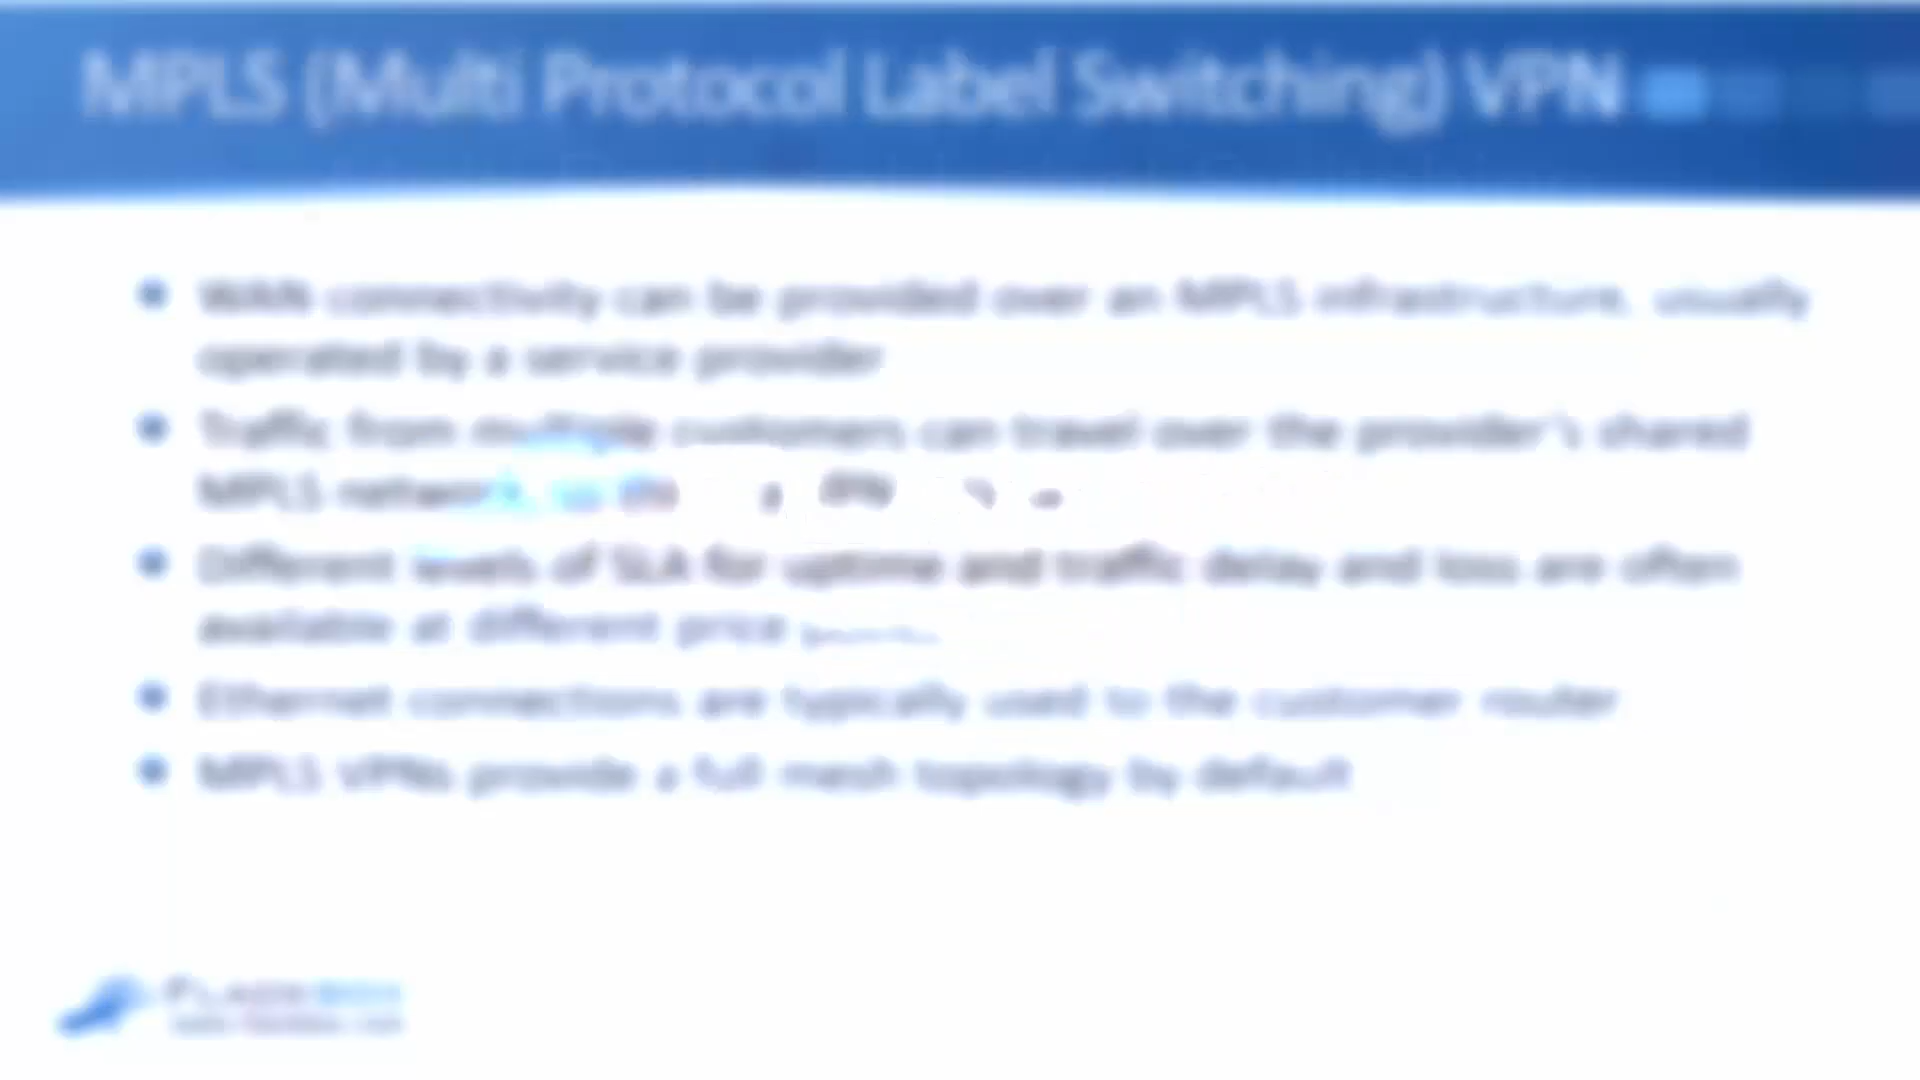 MPLS (Multi Protocol Label Switching) VPN
WAN connectivity can be provided over an MPLS infrastructure, usually
operated by a service provider
Traffic from multiple customers can travel over the provider's shared
MPLS network, so VPN
Different levels of SLA for uptime and traffic delay and loss are often
available at different price
Ethernet connections are typically used to the customer router
MPLS VPNs provide a full mesh topology by default